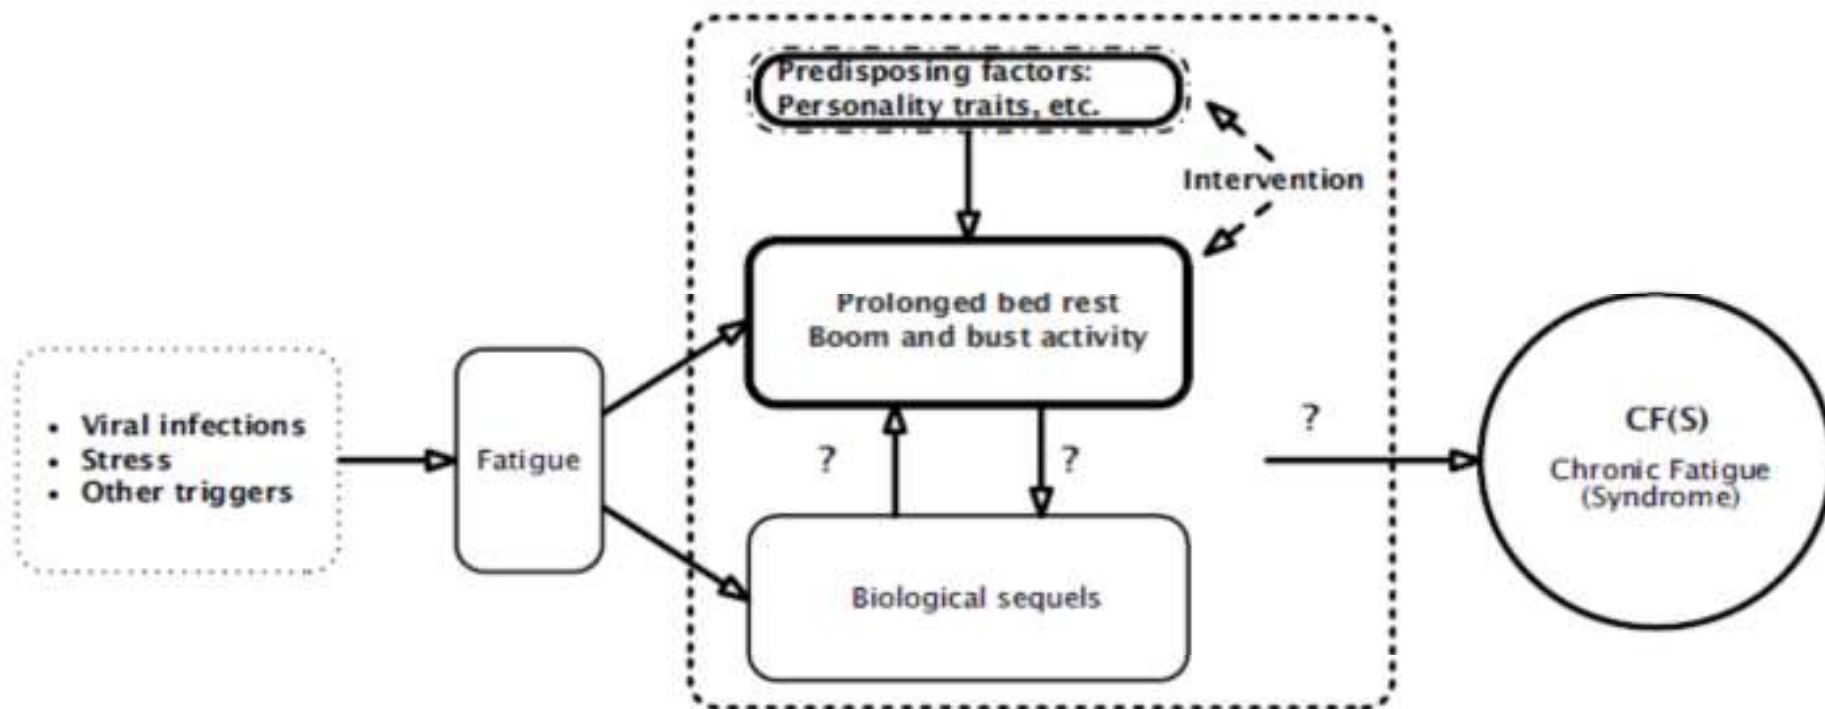 Predisposing factors:
Personality traits, etc.
Intervention
Prolonged bed rest
Boom and bust activity
• Viral infections
• Stress
• Other triggers
Fatigue
?
?
?
CF(S)
Chronic Fatigue
(Syndrome)
Biological sequels